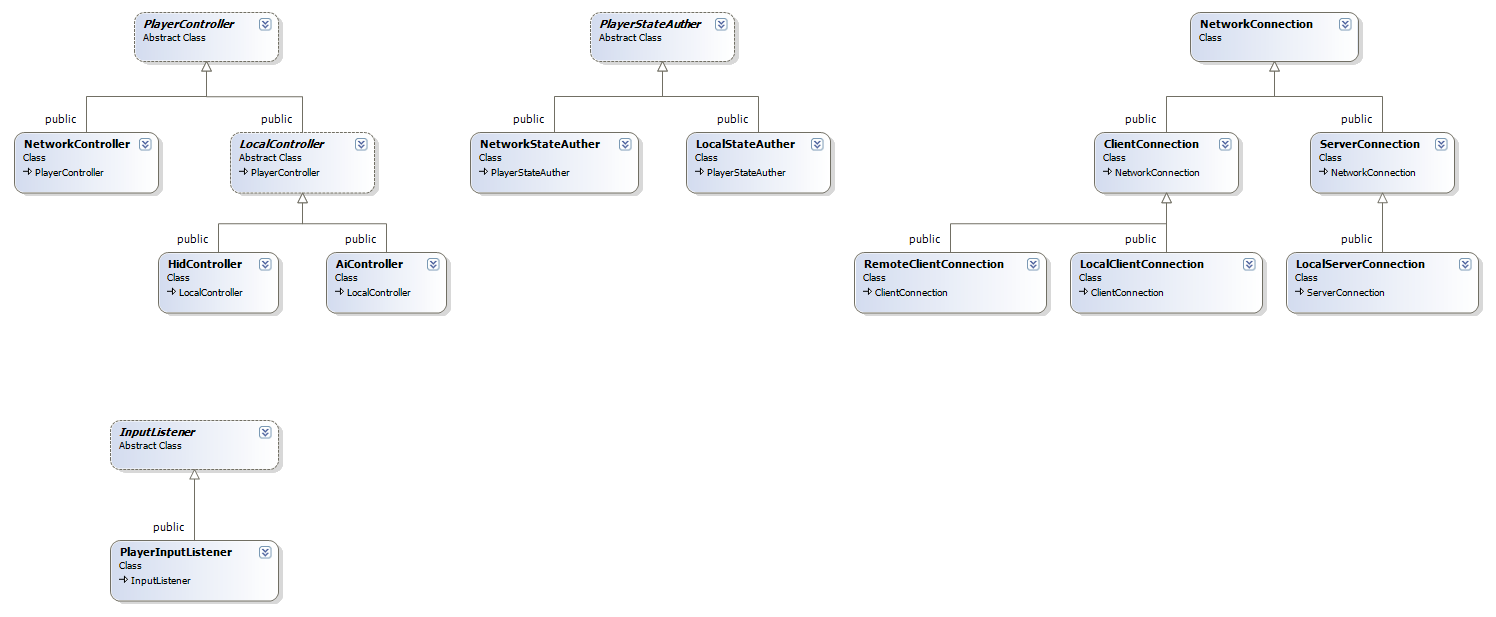 PlayerController
Abstract Class
PlayerStateAuther
Abstract Class
NetworkConnection
Class
public
public
public
public
public
public
NetworkController
Class
PlayerController
LocalController
Abstract Class
PlayerController
NetworkStateAuther
Class
PlayerStateAuther
LocalStateAuther
Class
PlayerStateAuther
ClientConnection
Class
NetworkConnection
ServerConnection
Class
NetworkConnection
public
public
public
public
public
HidController
Class
LocalController
AiController
Class
LocalController
RemoteClientConnection
Class
ClientConnection
LocalClientConnection
Class
ClientConnection
LocalServerConnection
Class
ServerConnection
InputListener
Abstract Class
public
PlayerInputListener
Class
InputListener